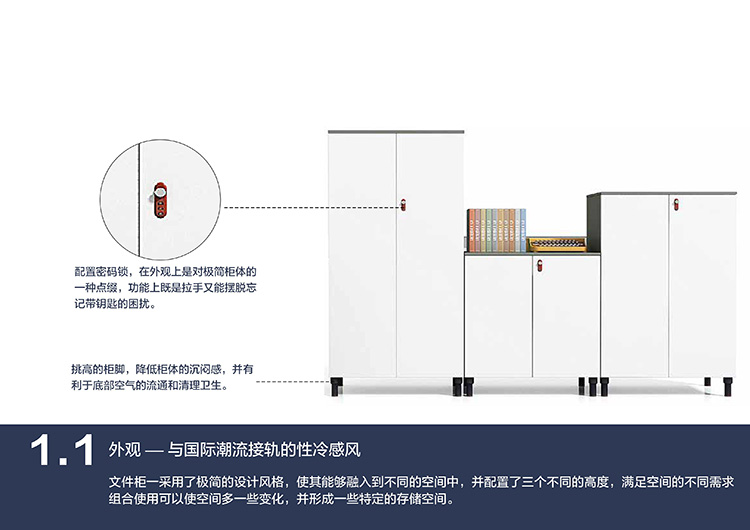 配置密码锁，在外观上是对极简柜体的
一种点缀，功能上既是拉手又能摆脱忘
记带钥匙的困扰。
挑高的柜脚，降低柜体的沉闷感，并有
利于底部空气的流通和清理卫生。
1.1 外观 — 与国际潮流接轨的性冷感风
文件柜一采用了极简的设计风格，使其能够融入到不同的空间中，并配置了三个不同的高度，满足空间的不同需求
组合使用可以使空间多一些变化，并形成一些特定的存储空间。